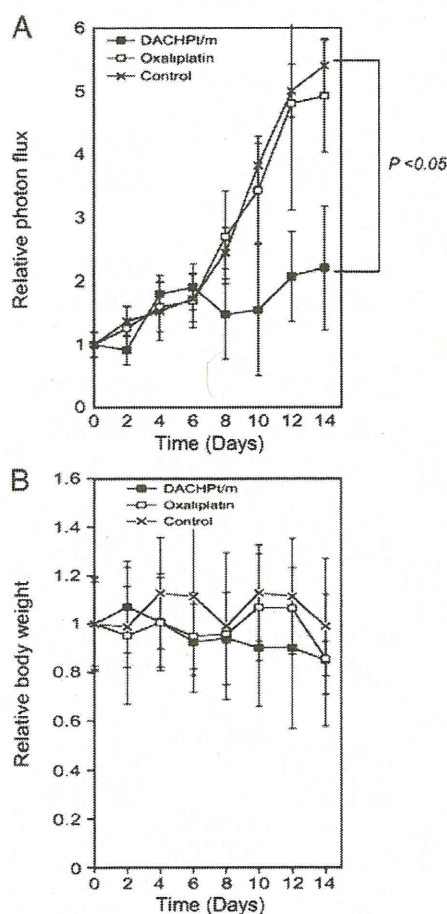 A
DACHPt/m
Oxaliplatin
Control
Relative photon flux
6
5
4
3
2
1
0
P <0.05
0 2 4 6 8 10 12 14
Time (Days)
B
DACHPt/m
Oxaliplatin
Control
Relative body weight
1.6
1.4
1.2
1
0.8
0.6
0.4
0.2
0
0 2 4 6 8 10 12 14
Time (Days)